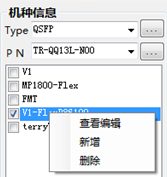 机种信息
Type QSFP ...
P N TR-QQ13L-N00 ...
V1
MP1800-Flex
FMT
V1-Fl
terry
查看编辑
新增
删除